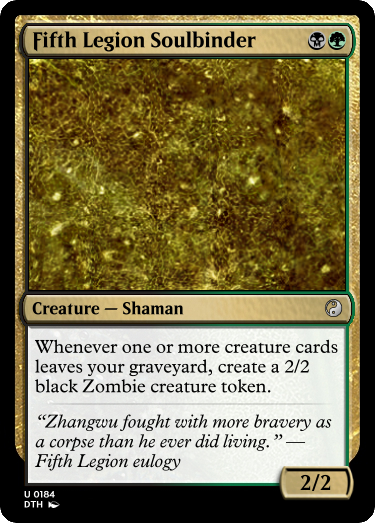 Fifth Legion Soulbinder
Creature — Shaman
Whenever one or more creature cards
leaves your graveyard, create a 2/2
black Zombie creature token.
“Zhangwu fought with more bravery as
a corpse than he ever did living.” —
Fifth Legion eulogy
2/2
U 0184
DTH